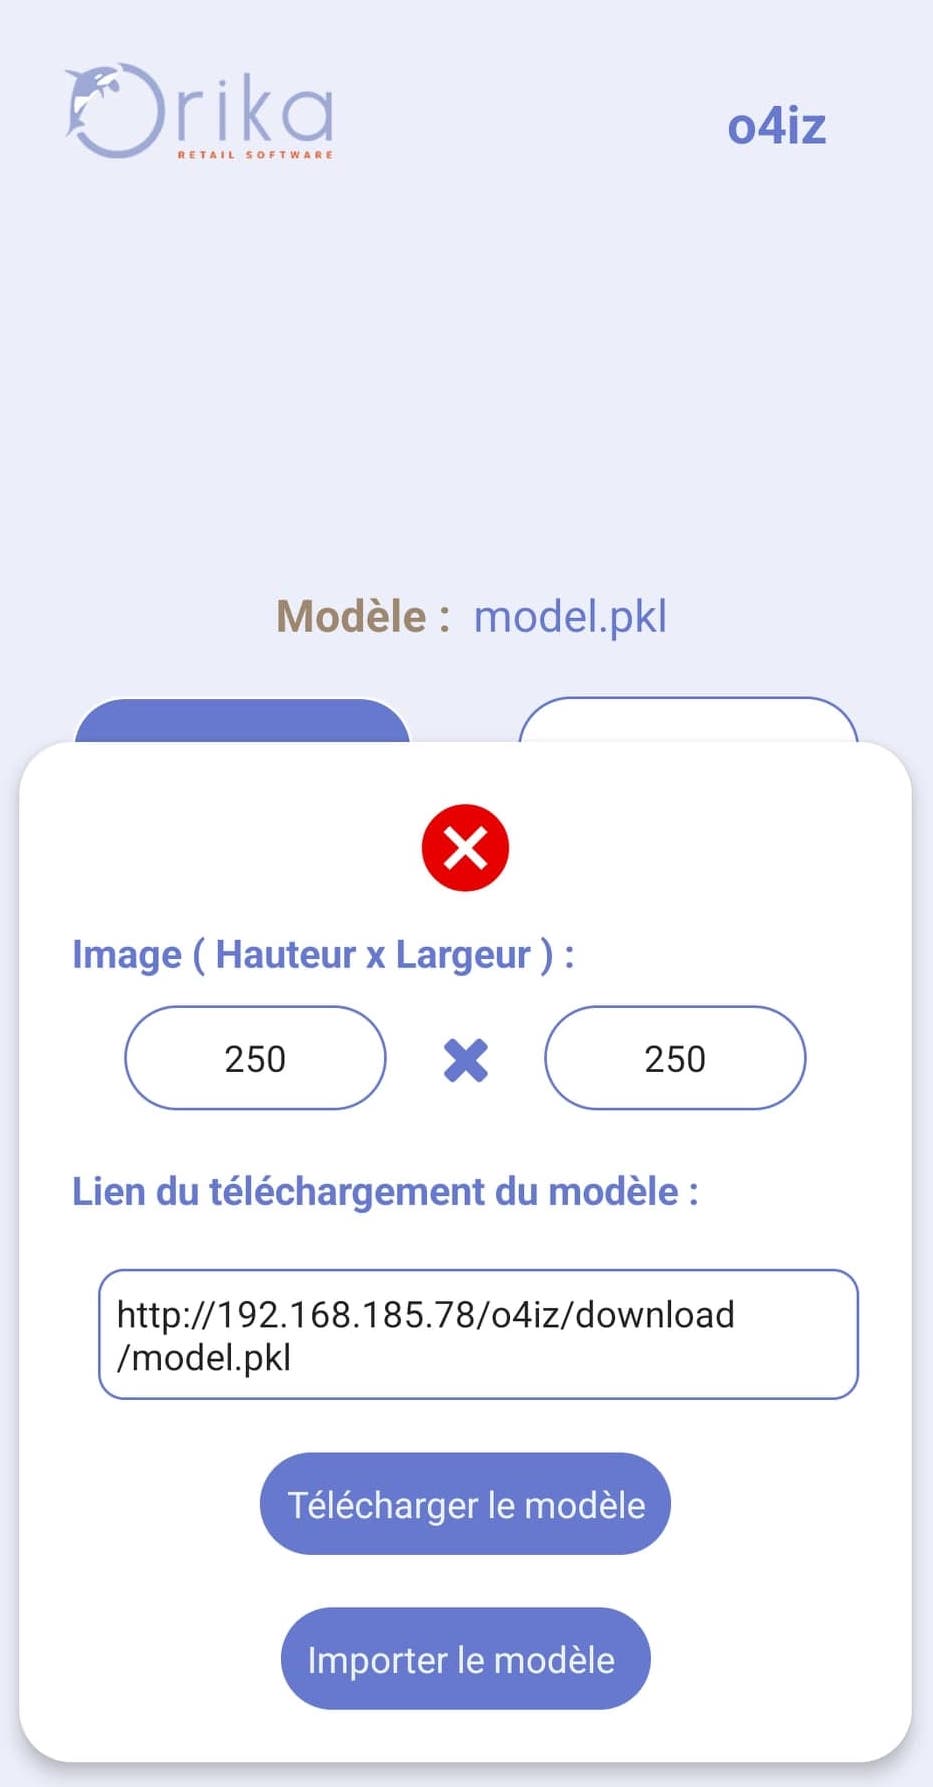 Orika
RETAIL SOFTWARE
o4iz
Modèle : model.pkl
Image ( Hauteur x Largeur ) :
250 250
Lien du téléchargement du modèle :
http://192.168.185.78/o4iz/download
/model.pkl
Télécharger le modèle
Importer le modèle